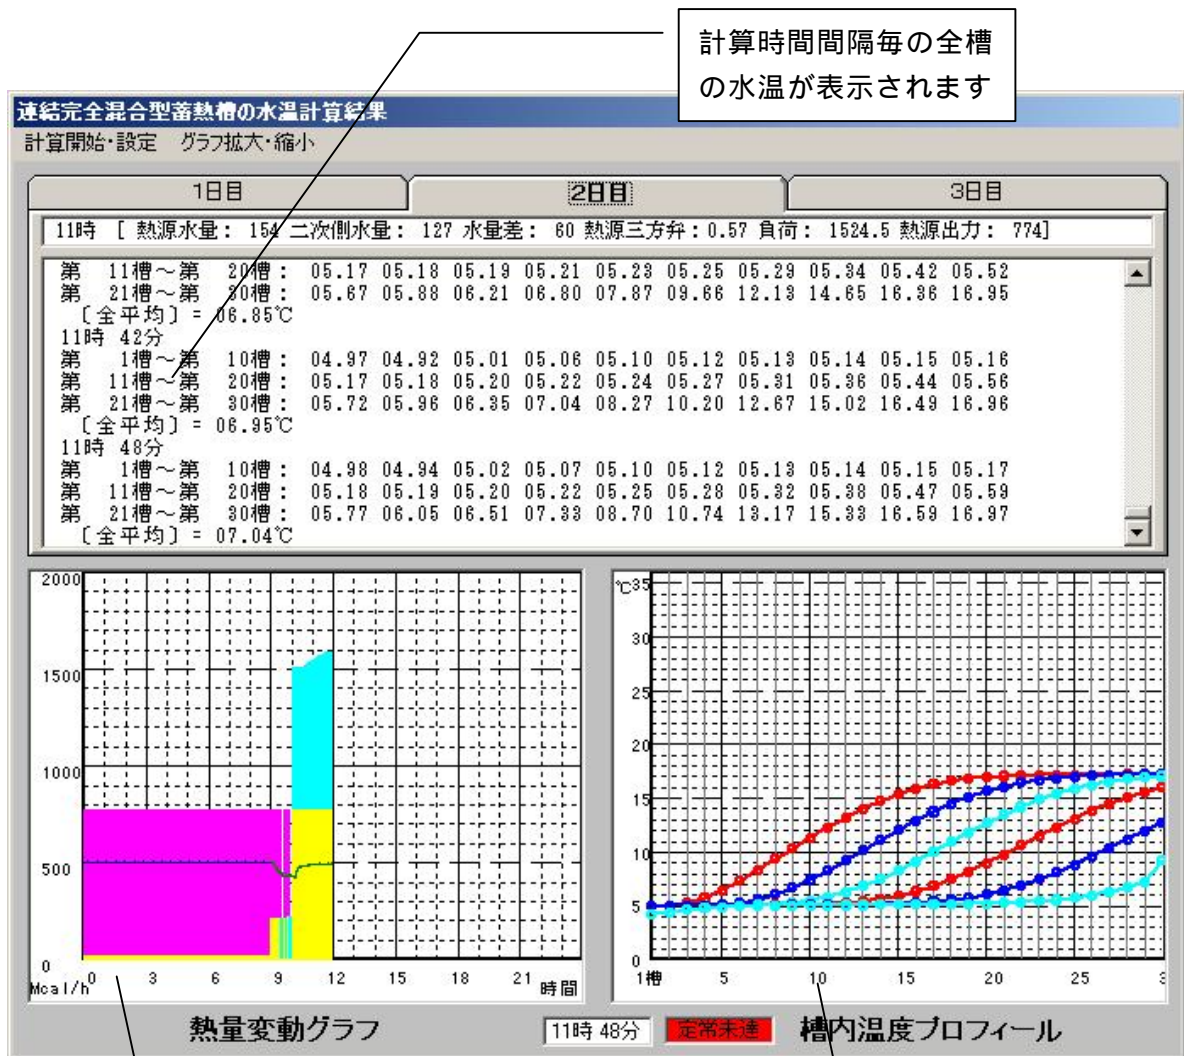 計算時間間隔毎の全槽
の水温が表示されます
連結完全混合型蓄熱槽の水温計算結果
計算開始・設定 グラフ拡大・縮小
1日目 2日目 3日目
11時 [ 熱源水量： 154 二次側水量： 127 水量差： 60 熱源三方弁：0.57 負荷： 1524.5 熱源出力： 774]
第 11槽～第 20槽： 05.17 05.18 05.19 05.21 05.23 05.25 05.29 05.34 05.42 05.52
第 21槽～第 30槽： 05.67 05.88 06.21 06.80 07.87 09.66 12.13 14.65 16.36 16.95
〔全平均〕 = 06.85℃
11時 42分
第 1槽～第 10槽： 04.97 04.92 05.01 05.06 05.10 05.12 05.13 05.14 05.15 05.16
第 11槽～第 20槽： 05.17 05.18 05.20 05.22 05.24 05.27 05.31 05.36 05.44 05.56
第 21槽～第 30槽： 05.72 05.96 06.35 07.04 08.27 10.20 12.67 15.02 16.49 16.96
〔全平均〕 = 06.95℃
11時 48分
第 1槽～第 10槽： 04.98 04.94 05.02 05.07 05.10 05.12 05.13 05.14 05.15 05.17
第 11槽～第 20槽： 05.18 05.19 05.20 05.22 05.25 05.28 05.32 05.38 05.47 05.59
第 21槽～第 30槽： 05.77 06.05 06.51 07.33 08.70 10.74 13.17 15.33 16.59 16.97
〔全平均〕 = 07.04℃
2000
1500
1000
500
0
Mcal/h 0 3 6 9 12 15 18 21 時間
℃35
30
25
20
15
10
5
0
1槽 5 10 15 20 25 3
熱量変動グラフ 11時 48分 定常未達 槽内温度プロフィール